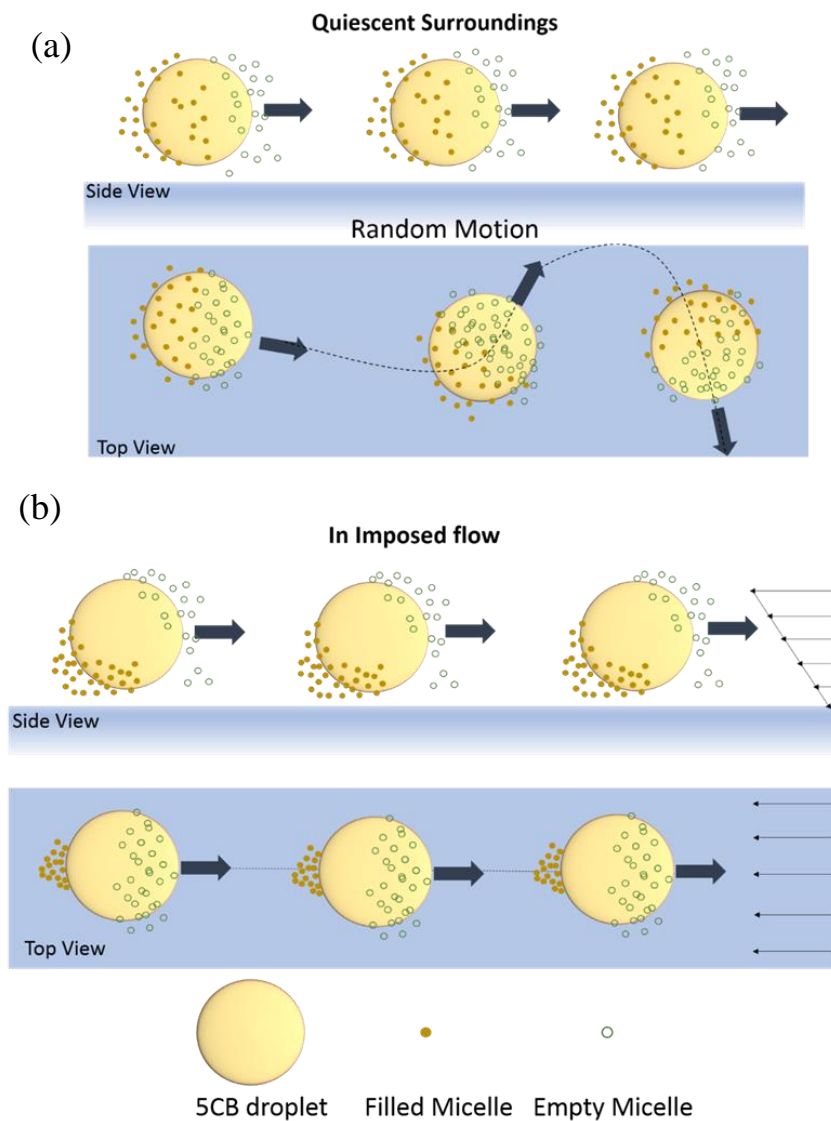 (a)
Quiescent Surroundings
Side View
Random Motion
Top View
(b)
In Imposed flow
Side View
Top View
5CB droplet
Filled Micelle
Empty Micelle